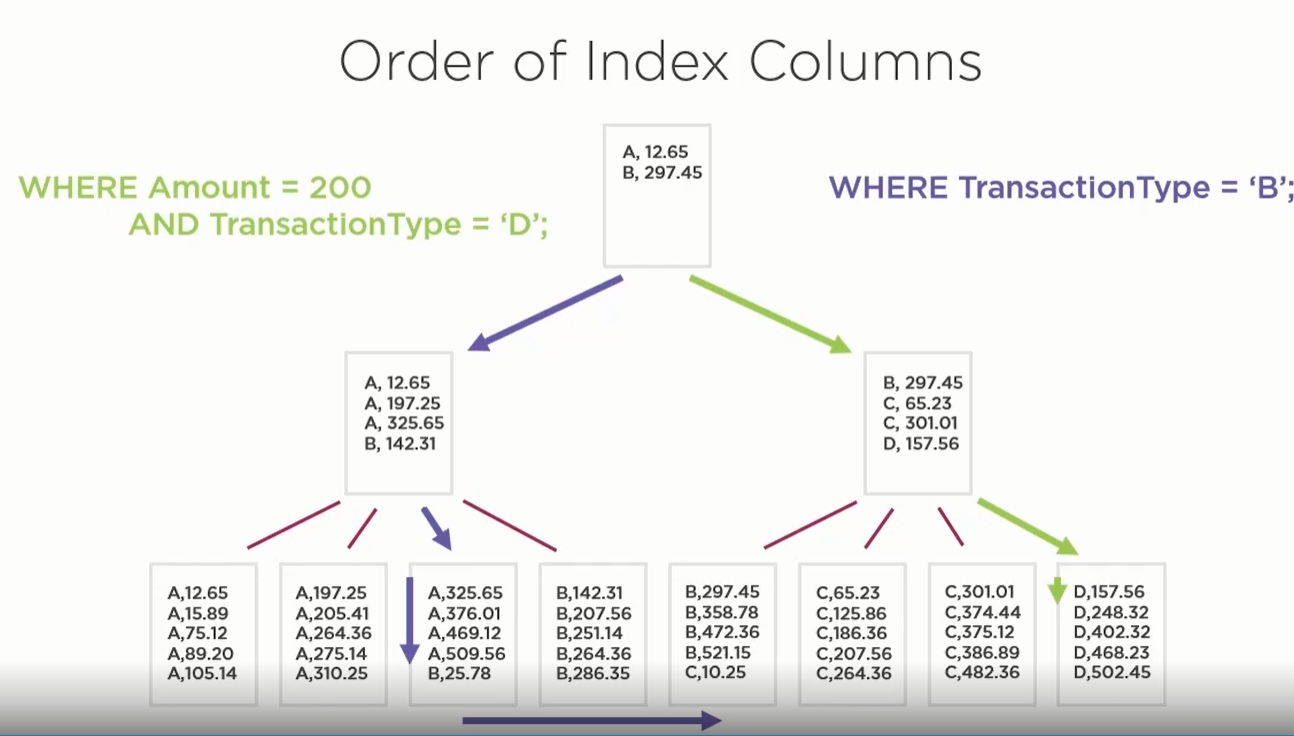 Order of Index Columns
WHERE Amount = 200
AND TransactionType = ‘D’;
WHERE TransactionType = ‘B’;
A, 12.65
B, 297.45
A, 12.65
A, 197.25
A, 325.65
B, 142.31
B, 297.45
C, 65.23
C, 301.01
D, 157.56
A,12.65
A,15.89
A,75.12
A,89.20
A,105.14
A,197.25
A,205.41
A,264.36
A,275.14
A,310.25
A,325.65
A,376.01
A,469.12
A,509.56
B,25.78
B,142.31
B,207.56
B,251.14
B,264.36
B,286.35
B,297.45
B,358.78
B,472.36
B,521.15
C,10.25
C,65.23
C,125.86
C,186.36
C,207.56
C,264.36
C,301.01
C,374.44
C,375.12
C,386.89
C,482.36
D,157.56
D,248.32
D,402.32
D,468.23
D,502.45